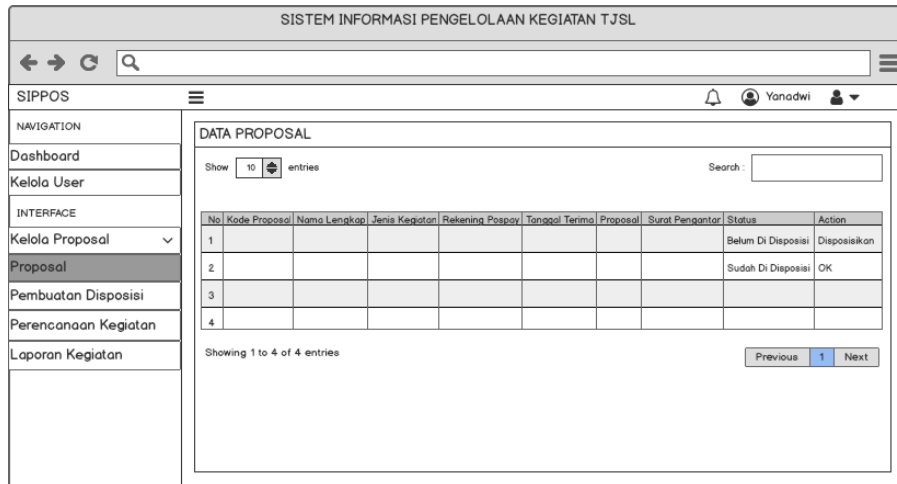 SISTEM INFORMASI PENGELOLAAN KEGIATAN TJSL
SIPPOS
Yanadwi
NAVIGATION
Dashboard
Kelola User
INTERFACE
Kelola Proposal
Proposal
Pembuatan Disposisi
Perencanaan Kegiatan
Laporan Kegiatan
DATA PROPOSAL
Show 10 entries
Search :
No Kode Proposal Nama Lengkap Jenis Kegiatan Rekening Pospay Tanggal Terima Proposal Surat Pengantar Status Action
1 Belum Di Disposisi Disposisikan
2 Sudah Di Disposisi OK
3
4
Showing 1 to 4 of 4 entries
Previous 1 Next